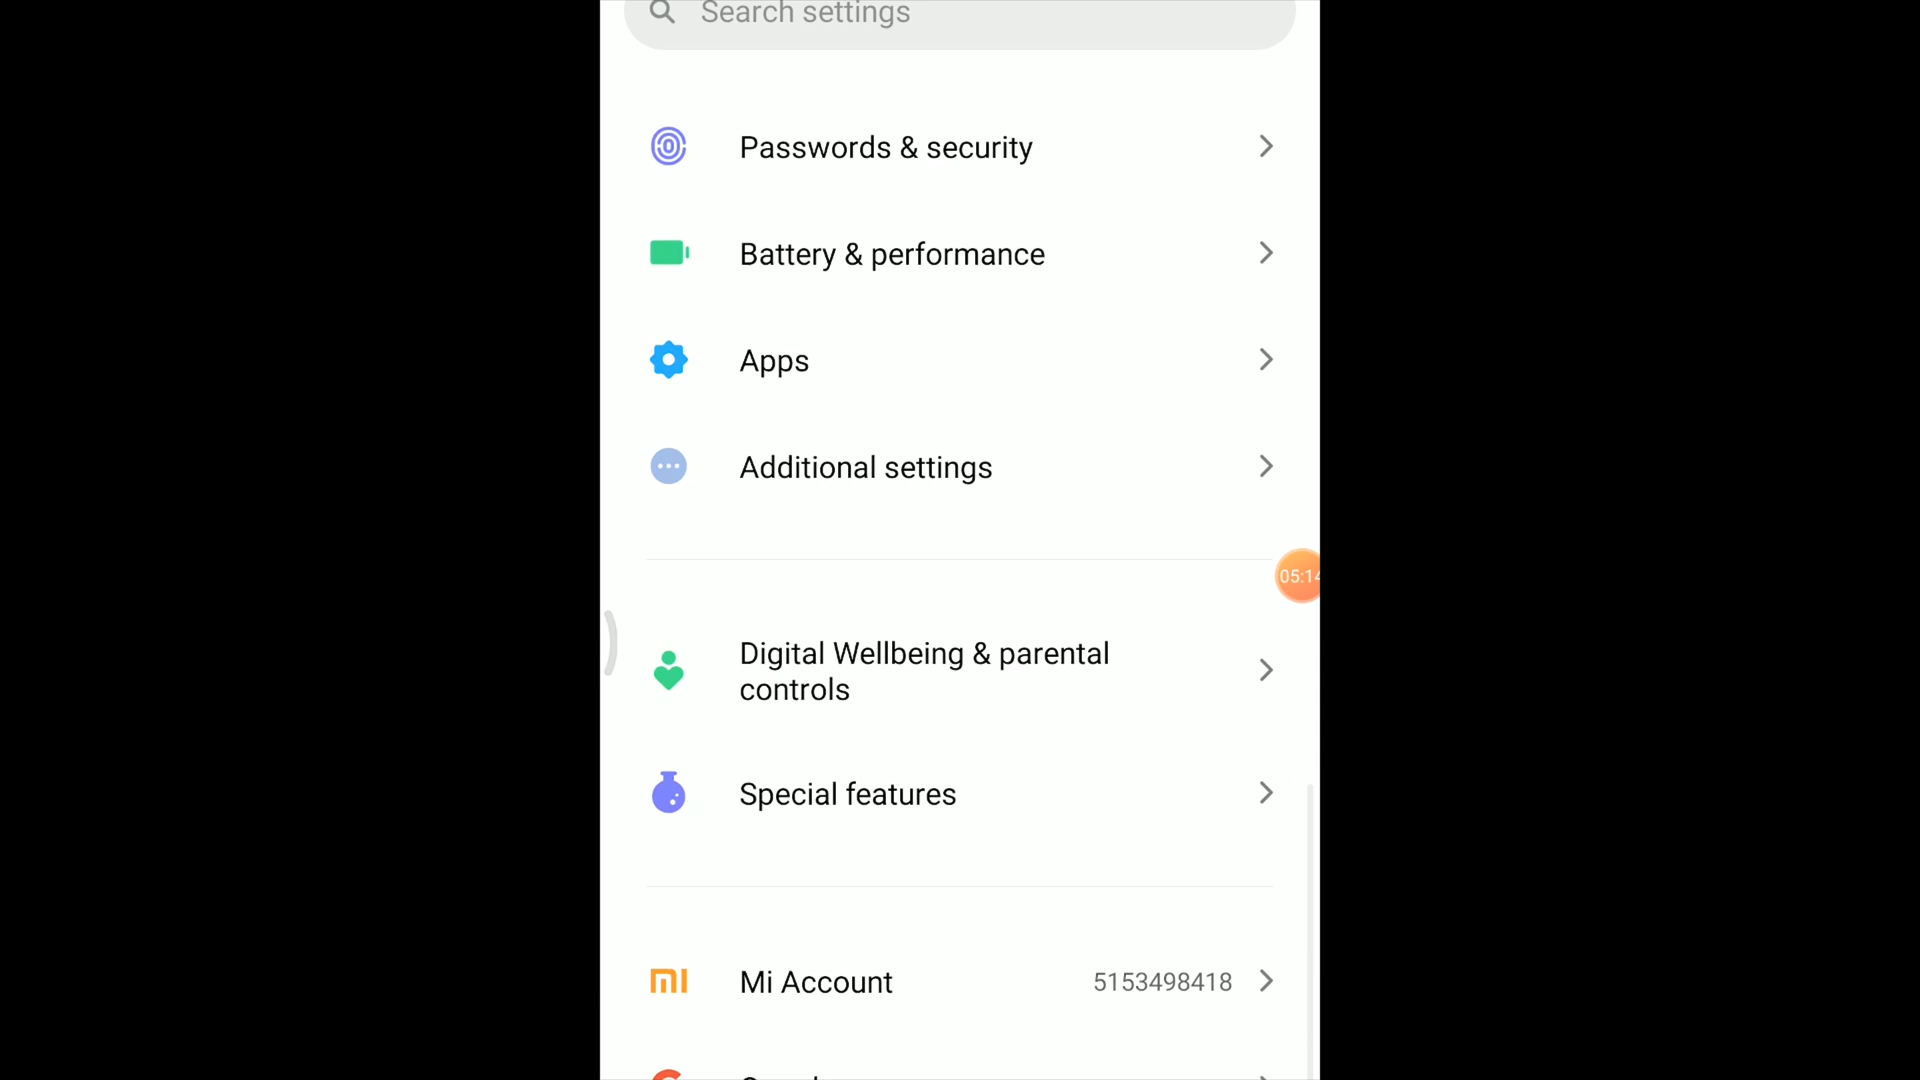 Search settings
Passwords & security
Battery & performance
Apps
Additional settings
05:14
Digital Wellbeing & parental
controls
Special features
Mi Account 5153498418